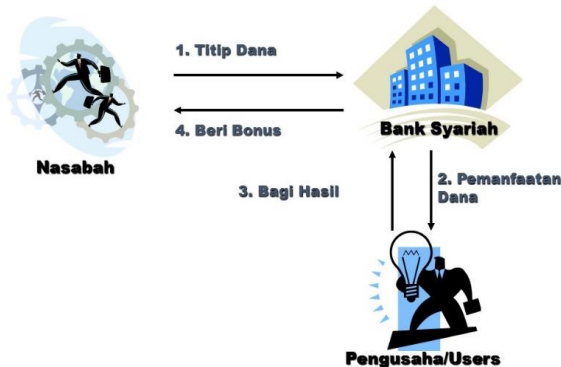 1. Titip Dana
4. Beri Bonus
Nasabah
Bank Syariah
3. Bagi Hasil
2. Pemanfaatan
Dana
Pengusaha/Users